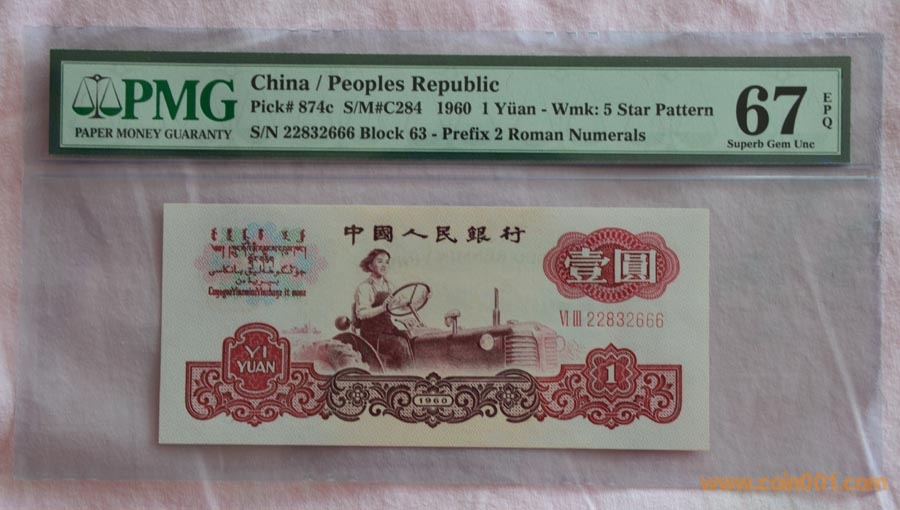 PMG
PAPER MONEY GUARANTY
China / Peoples Republic
Pick# 874c S/M#C284 1960 1 Yüan - Wmk: 5 Star Pattern
S/N 22832666 Block 63 - Prefix 2 Roman Numerals
67
EPQ
Superb Gem Unc
中國人民銀行
壹圓
VI III 22832666
YI
YUAN
1960
1
www.coin001.com